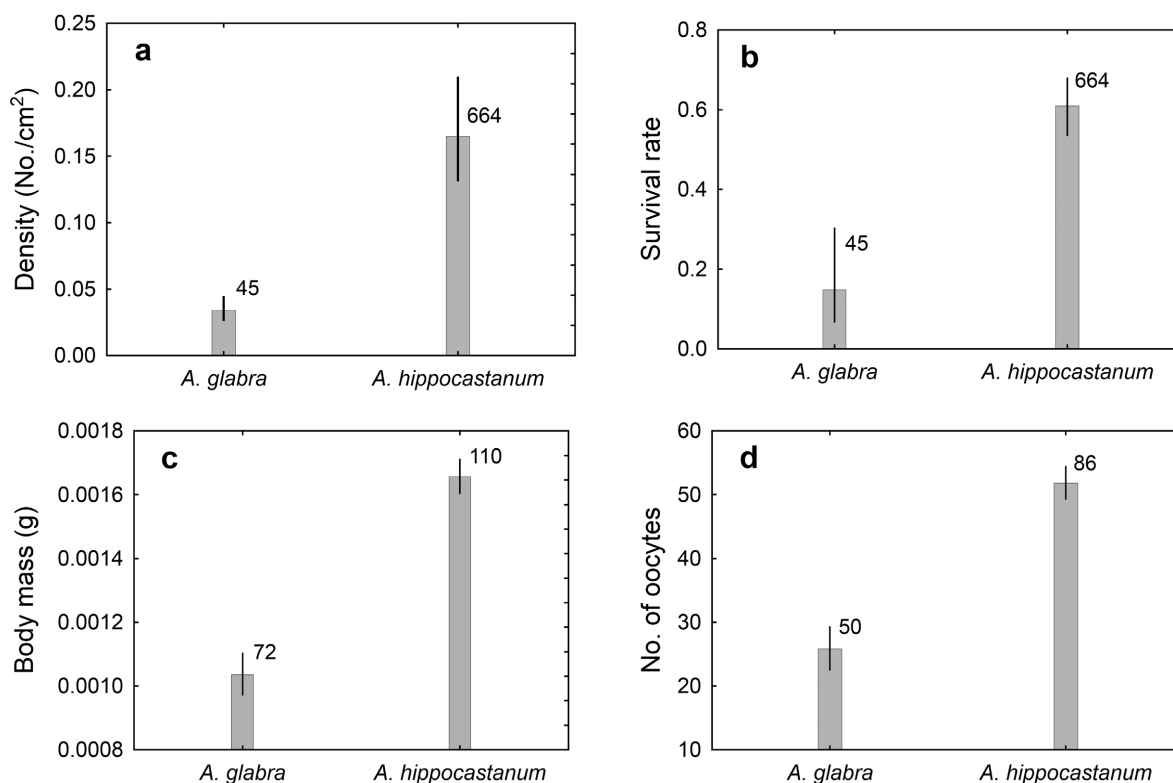 a
Density (No./cm²)
0.25
0.20
0.15
0.10
0.05
0.00
45
664
A. glabra
A. hippocastanum
b
Survival rate
0.8
0.6
0.4
0.2
0.0
45
664
A. glabra
A. hippocastanum
c
Body mass (g)
0.0018
0.0016
0.0014
0.0012
0.0010
0.0008
72
110
A. glabra
A. hippocastanum
d
No. of oocytes
60
50
40
30
20
10
50
86
A. glabra
A. hippocastanum